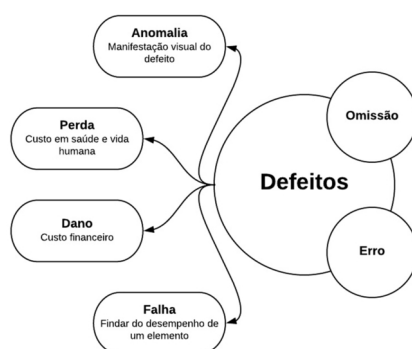 Anomalia
Manifestação visual do
defeito
Perda
Custo em saúde e vida
humana
Dano
Custo financeiro
Falha
Findar do desempenho de
um elemento
Defeitos
Omissão
Erro